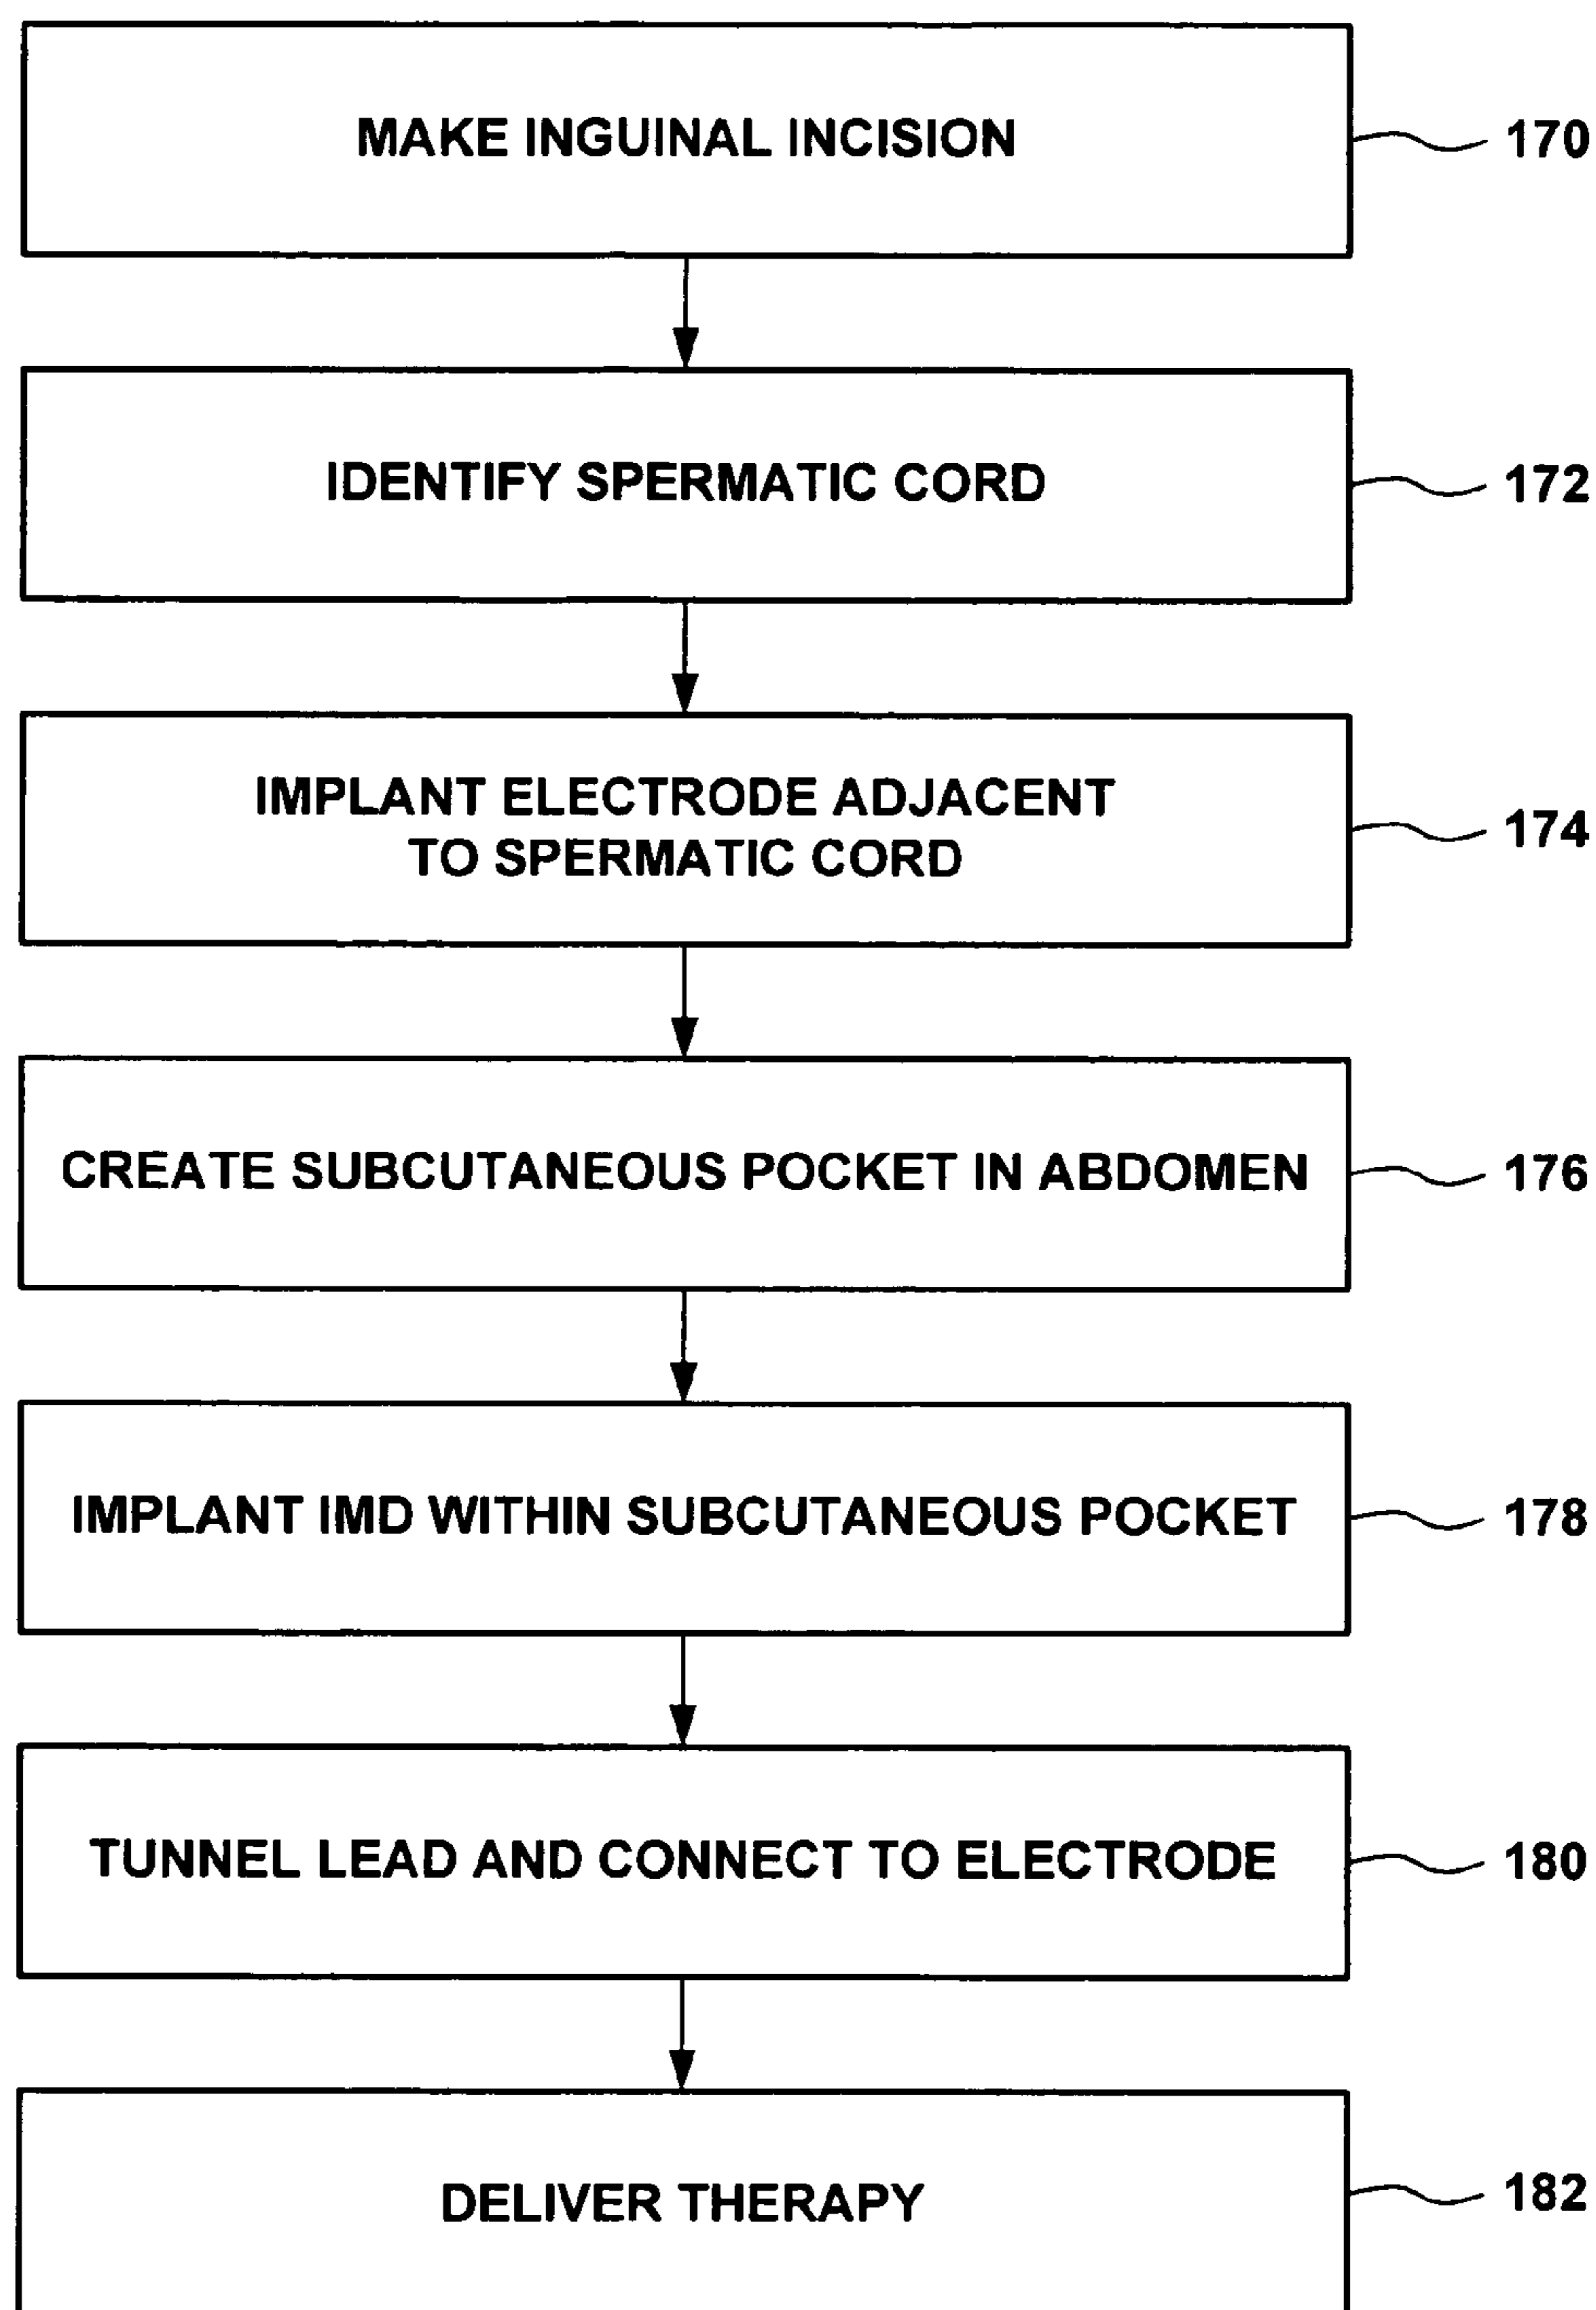 MAKE INGUINAL INCISION
170
IDENTIFY SPERMATIC CORD
172
IMPLANT ELECTRODE ADJACENT
TO SPERMATIC CORD
174
CREATE SUBCUTANEOUS POCKET IN ABDOMEN
176
IMPLANT IMD WITHIN SUBCUTANEOUS POCKET
178
TUNNEL LEAD AND CONNECT TO ELECTRODE
180
DELIVER THERAPY
182